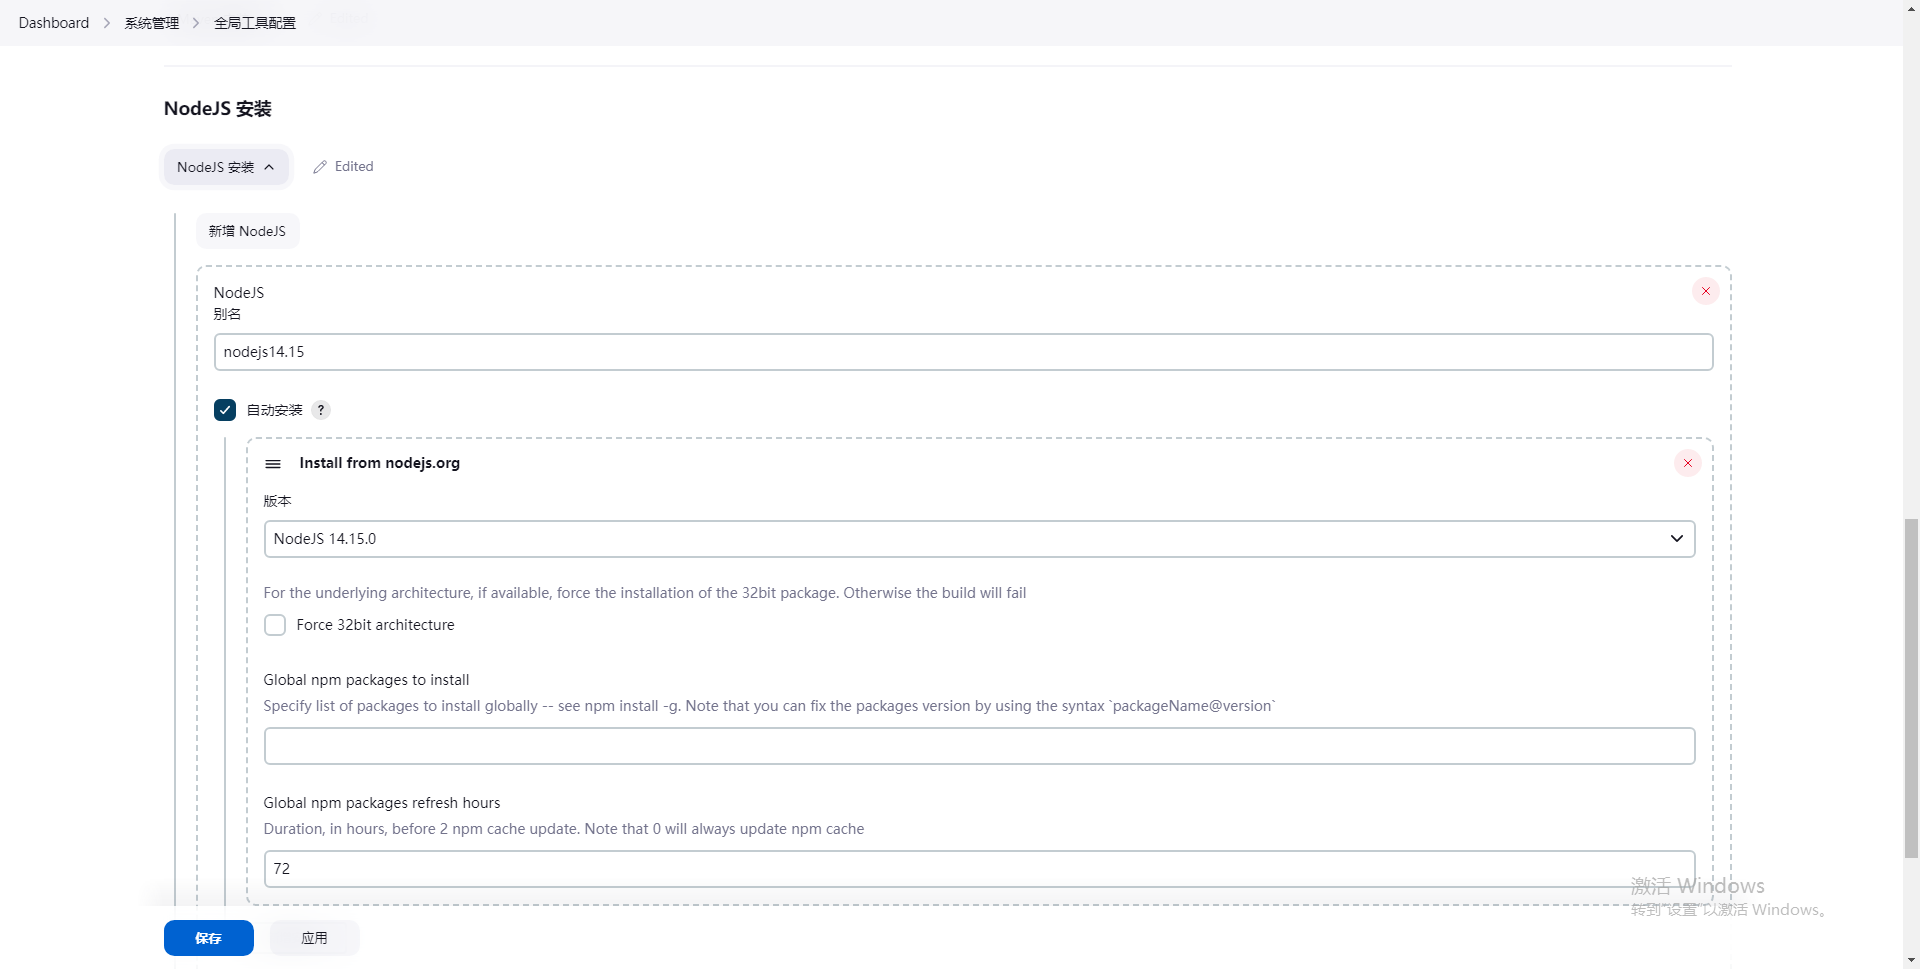 Dashboard 系统管理 全局工具配置
NodeJS 安装
NodeJS 安装 Edited
新增 NodeJS
NodeJS
别名
nodejs14.15
自动安装 ?
Install from nodejs.org
版本
NodeJS 14.15.0
For the underlying architecture, if available, force the installation of the 32bit package. Otherwise the build will fail
Force 32bit architecture
Global npm packages to install
Specify list of packages to install globally -- see npm install -g. Note that you can fix the packages version by using the syntax `packageName@version`
Global npm packages refresh hours
Duration, in hours, before 2 npm cache update. Note that 0 will always update npm cache
72
激活 Windows
转到"设置"以激活 Windows。
保存 应用